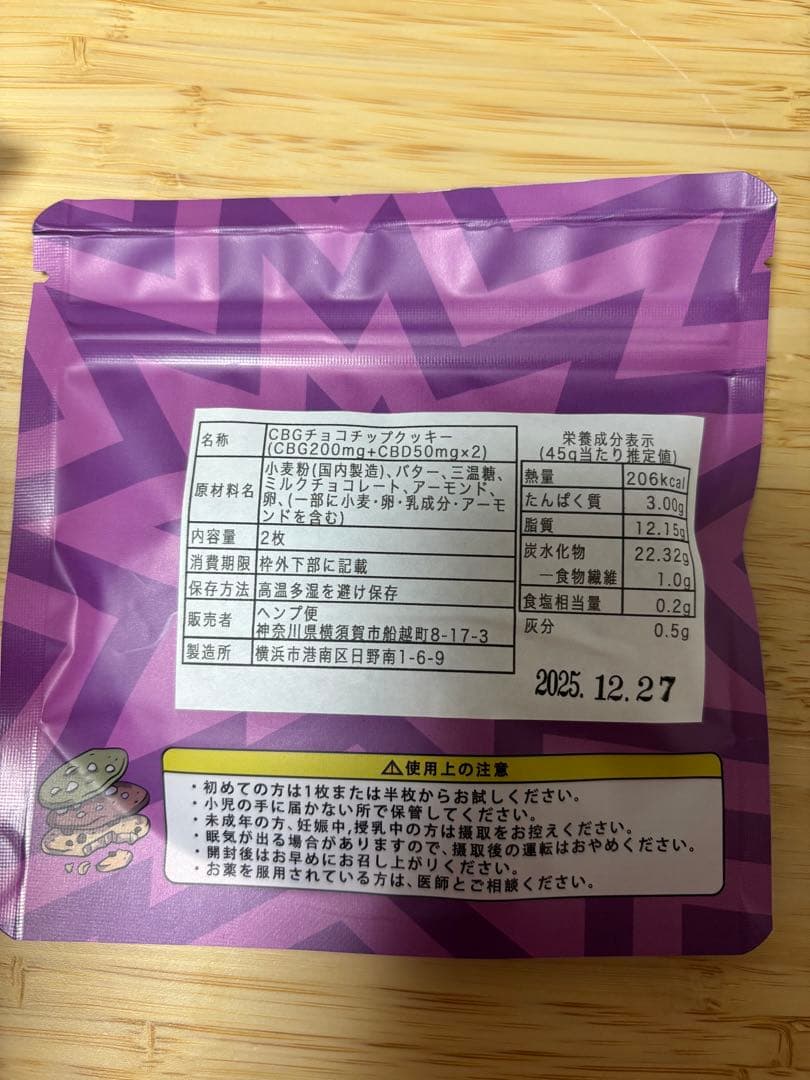 名称
CBGチョコチップクッキー
(CBG200mg+CBD50mg×2)
原材料名
小麦粉(国内製造)、バター、三温糖、
ミルクチョコレート、アーモンド、
卵、(一部に小麦・卵・乳成分・アーモ
ンドを含む)
内容量 2枚
消費期限 枠外下部に記載
保存方法 高温多湿を避け保存
販売者
ヘンプ便
神奈川県横須賀市船越町8-17-3
製造所 横浜市港南区日野南1-6-9
栄養成分表示
(45g当たり推定値)
熱量 206kcal
たんぱく質 3.00g
脂質 12.15g
炭水化物 22.32g
―食物繊維 1.0g
食塩相当量 0.2g
灰分 0.5g
2025.12.27
⚠使用上の注意
・初めての方は1枚または半枚からお試しください。
・小児の手に届かない所で保管してください。
・未成年の方、妊娠中,授乳中の方は摂取をお控えください。
・眠気が出る場合がありますので、摂取後の運転はおやめください。
・開封後はお早めにお召し上がりください。
・お薬を服用されている方は、医師とご相談ください。